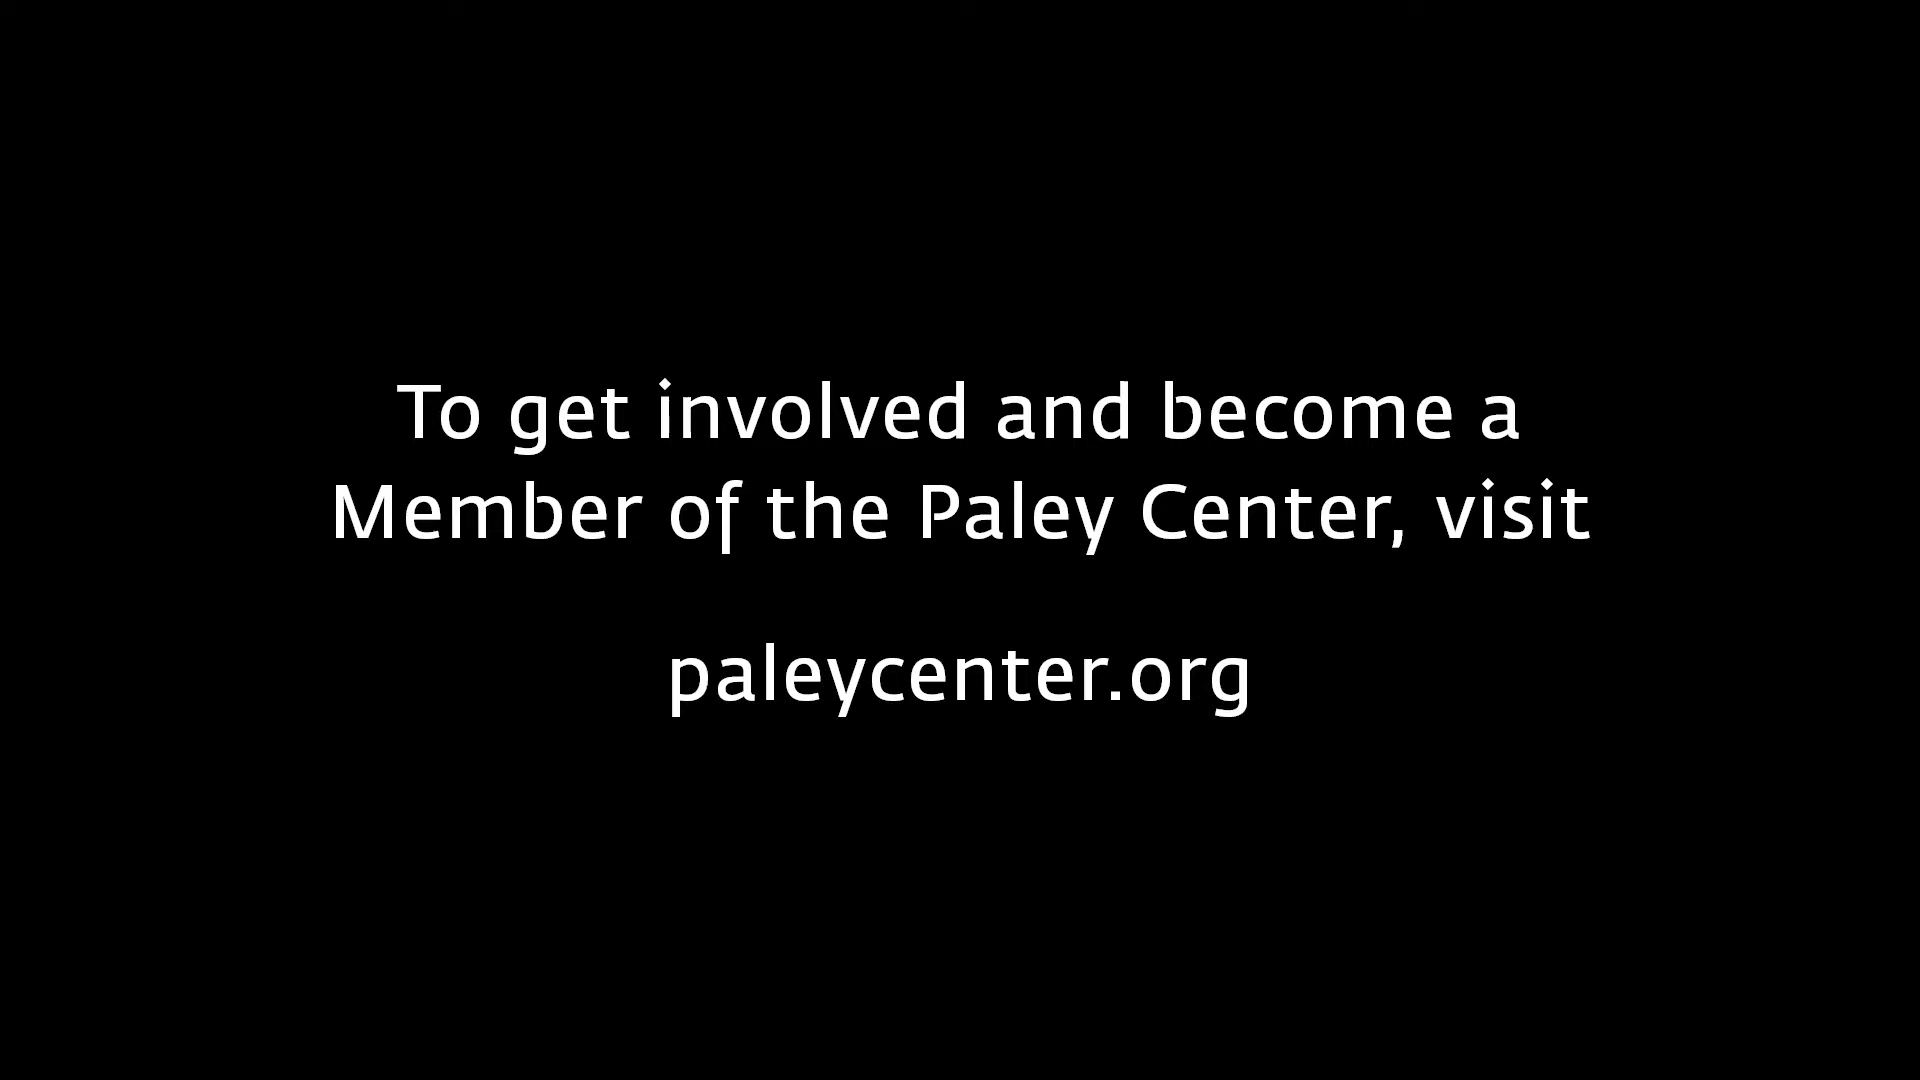 To get involved and become a
Member of the Paley Center, visit
paleycenter.org